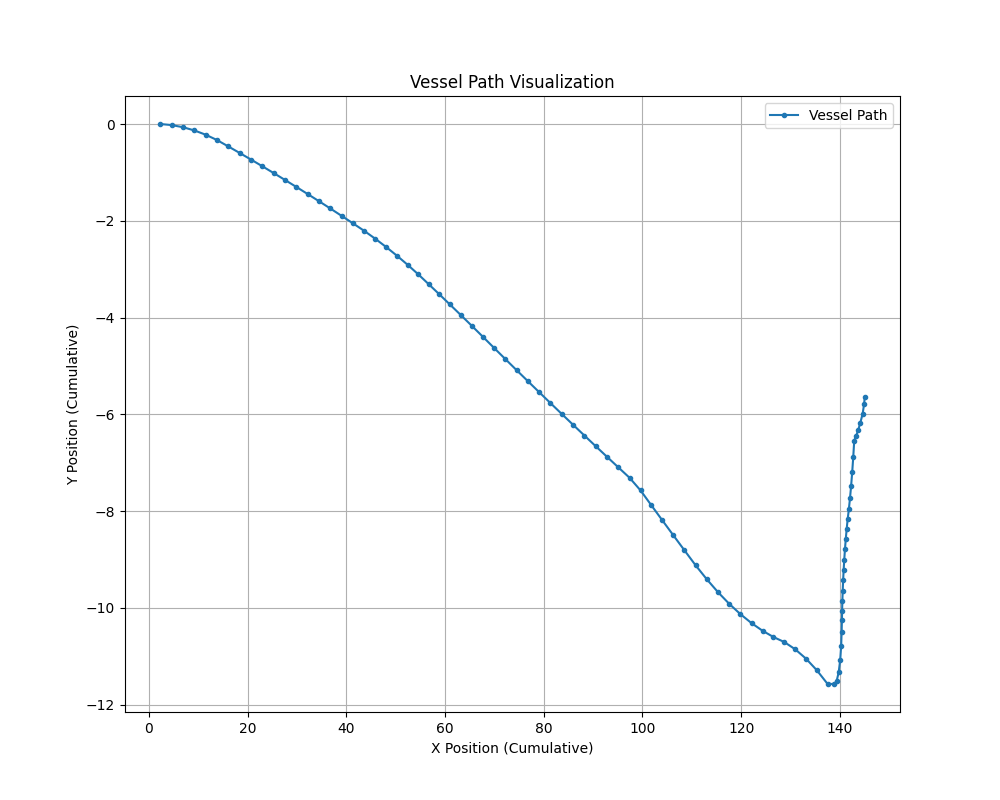 Vessel Path Visualization
Vessel Path
0
−2
−4
−6
−8
−10
−12
Y Position (Cumulative)
0 20 40 60 80 100 120 140
X Position (Cumulative)